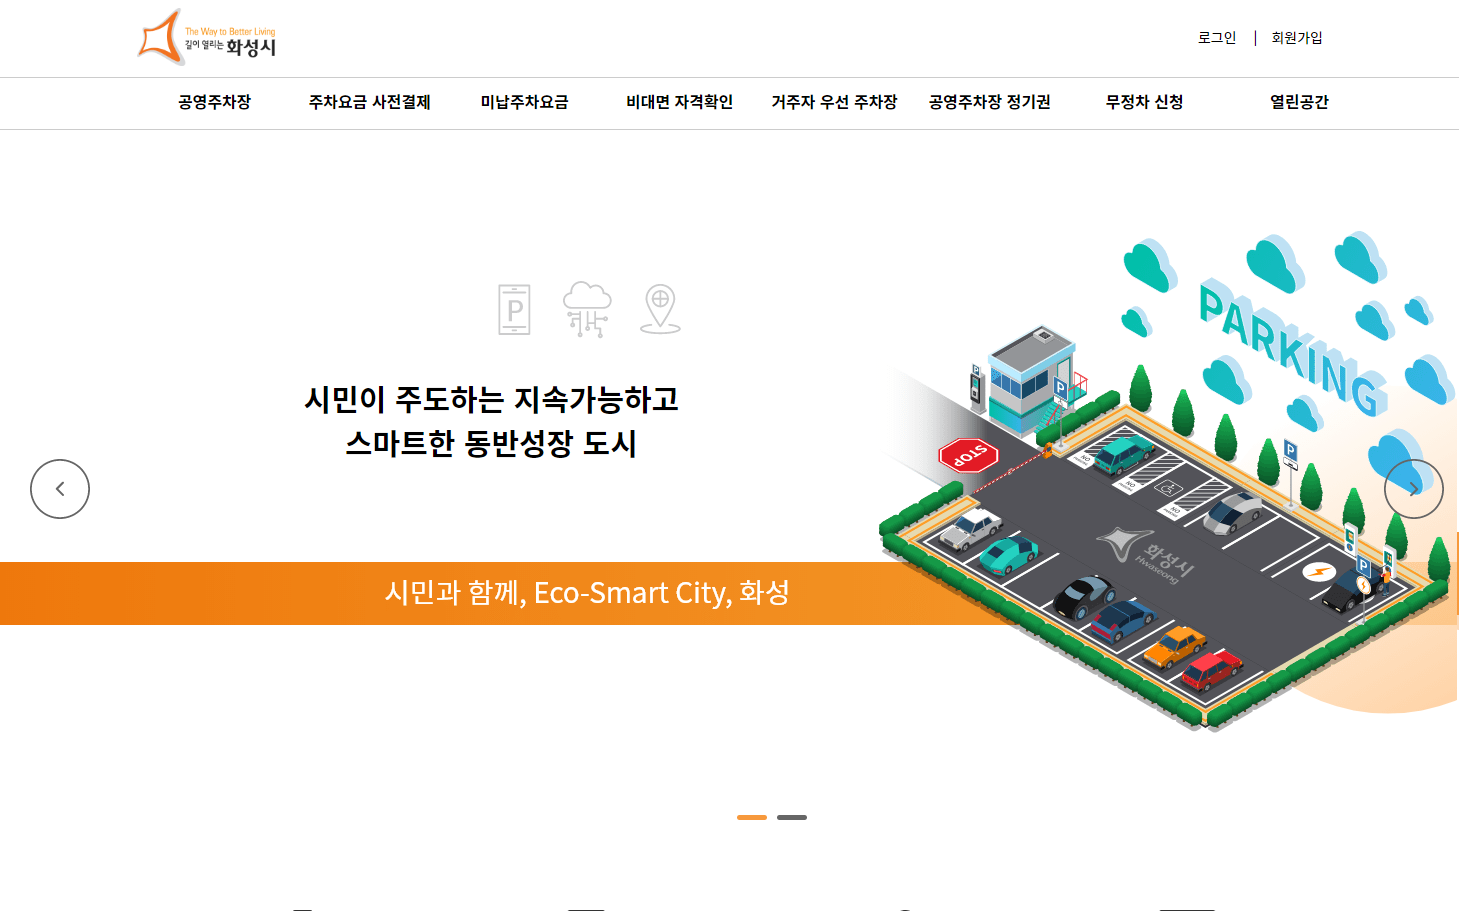 The Way to Better Living
길이 열리는 화성시
로그인 | 회원가입
공영주차장 주차요금 사전결제 미납주차요금 비대면 자격확인 거주자 우선 주차장 공영주차장 정기권 무정차 신청 열린공간
P
시민이 주도하는 지속가능하고
스마트한 동반성장 도시
시민과 함께, Eco-Smart City, 화성
PARKING
P
P
STOP
NO
PARKING
NO
PARKING
NO
PARKING
P
화성시
Hwaseong
P